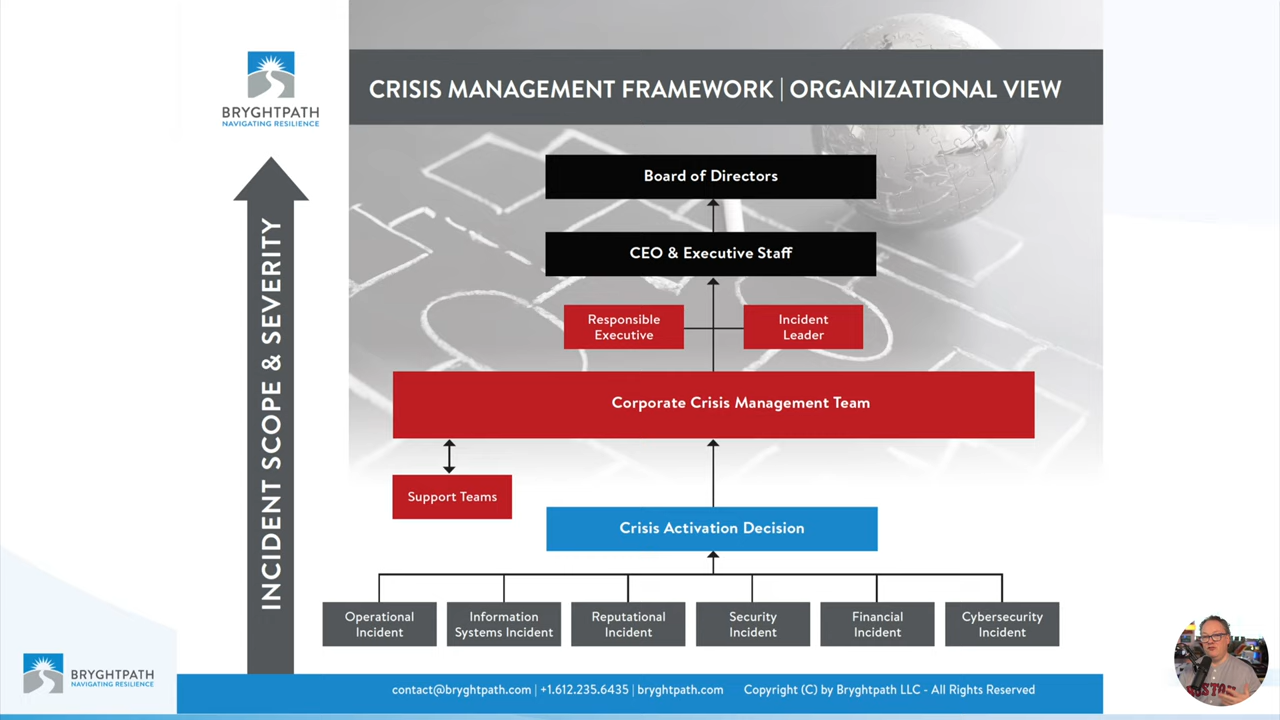 BRYGHTPATH
NAVIGATING RESILIENCE
CRISIS MANAGEMENT FRAMEWORK | ORGANIZATIONAL VIEW
INCIDENT SCOPE & SEVERITY
Board of Directors
CEO & Executive Staff
Responsible
Executive
Incident
Leader
Corporate Crisis Management Team
Support Teams
Crisis Activation Decision
Operational
Incident
Information
Systems Incident
Reputational
Incident
Security
Incident
Financial
Incident
Cybersecurity
Incident
BRYGHTPATH
NAVIGATING RESILIENCE
contact@bryghtpath.com | +1.612.235.6435 | bryghtpath.com
Copyright (C) by Bryghtpath LLC - All Rights Reserved